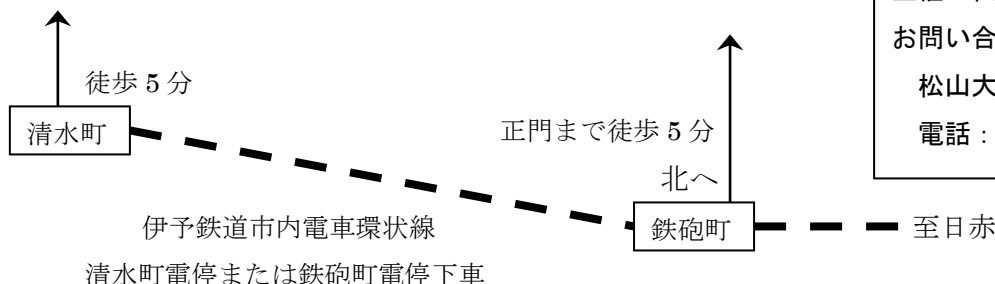 お問い合
松山大
電話：
徒歩 5 分
清水町
正門まで徒歩 5 分
北へ
鉄砲町
至日赤
伊予鉄道市内電車環状線
清水町電停または鉄砲町電停下車